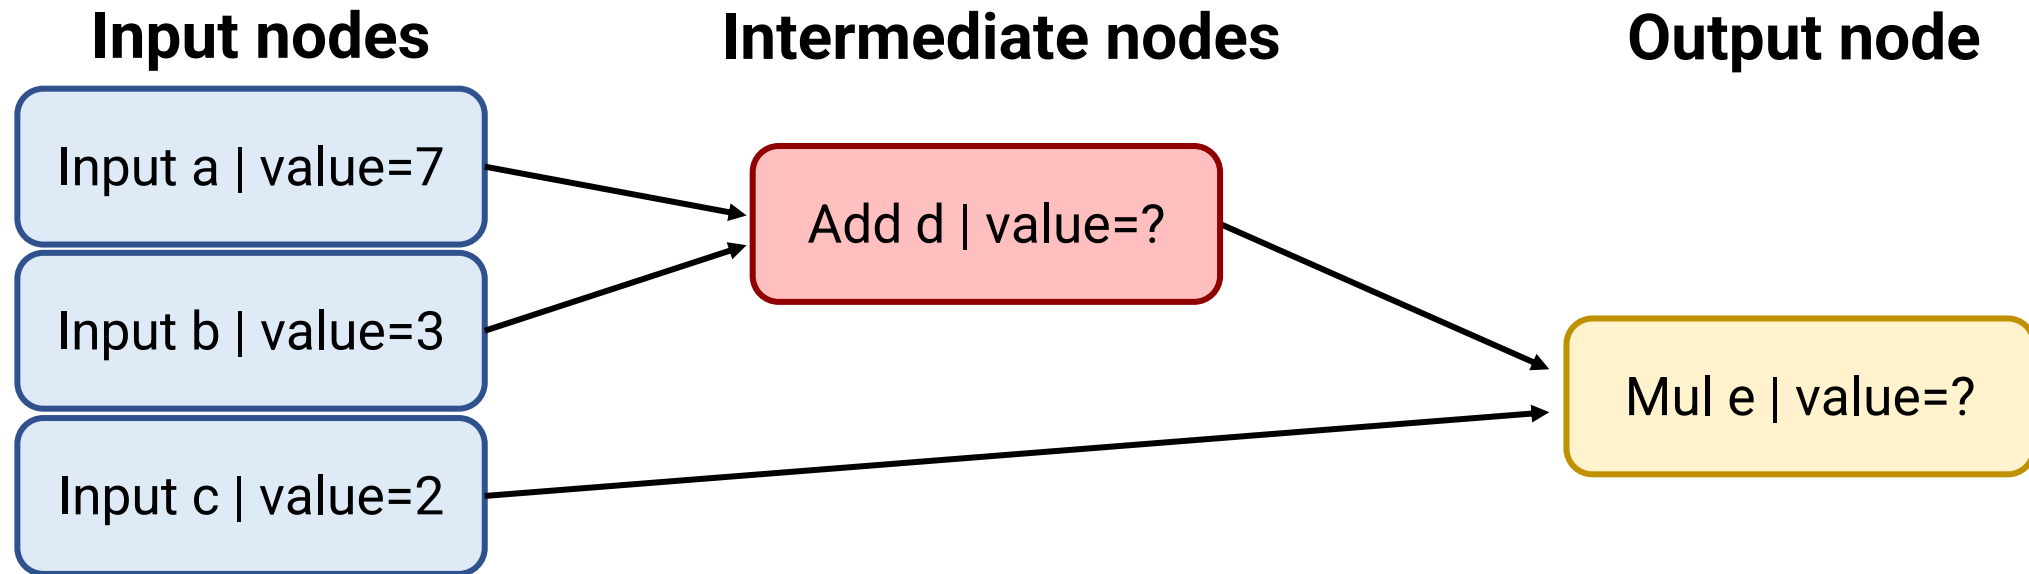 Input nodes
Intermediate nodes
Output node
Input a | value=7
Add d | value=?
Input b | value=3
Mul e | value=?
Input c | value=2